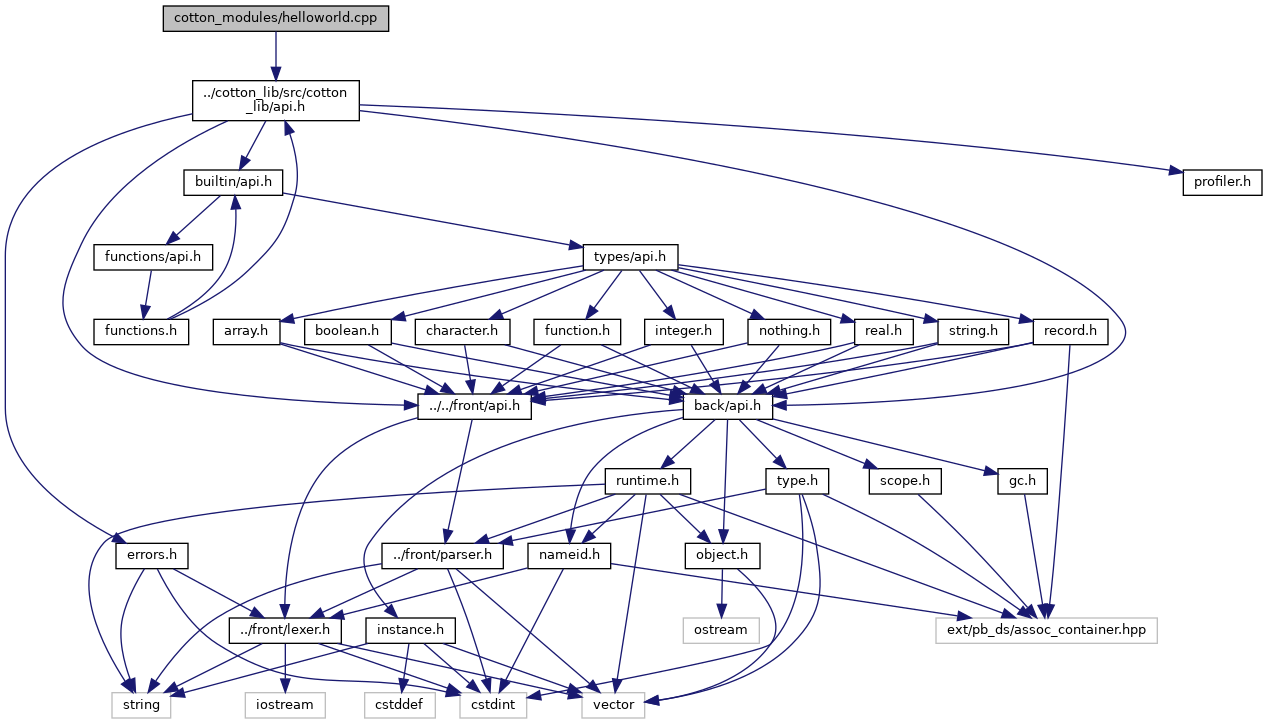 cotton_modules/helloworld.cpp
../cotton_lib/src/cotton
_lib/api.h
builtin/api.h
profiler.h
functions/api.h
types/api.h
functions.h
array.h
boolean.h
character.h
function.h
integer.h
nothing.h
real.h
string.h
record.h
../../front/api.h
back/api.h
runtime.h
type.h
scope.h
gc.h
errors.h
../front/parser.h
nameid.h
object.h
../front/lexer.h
instance.h
ostream
ext/pb_ds/assoc_container.hpp
string
iostream
cstddef
cstdint
vector